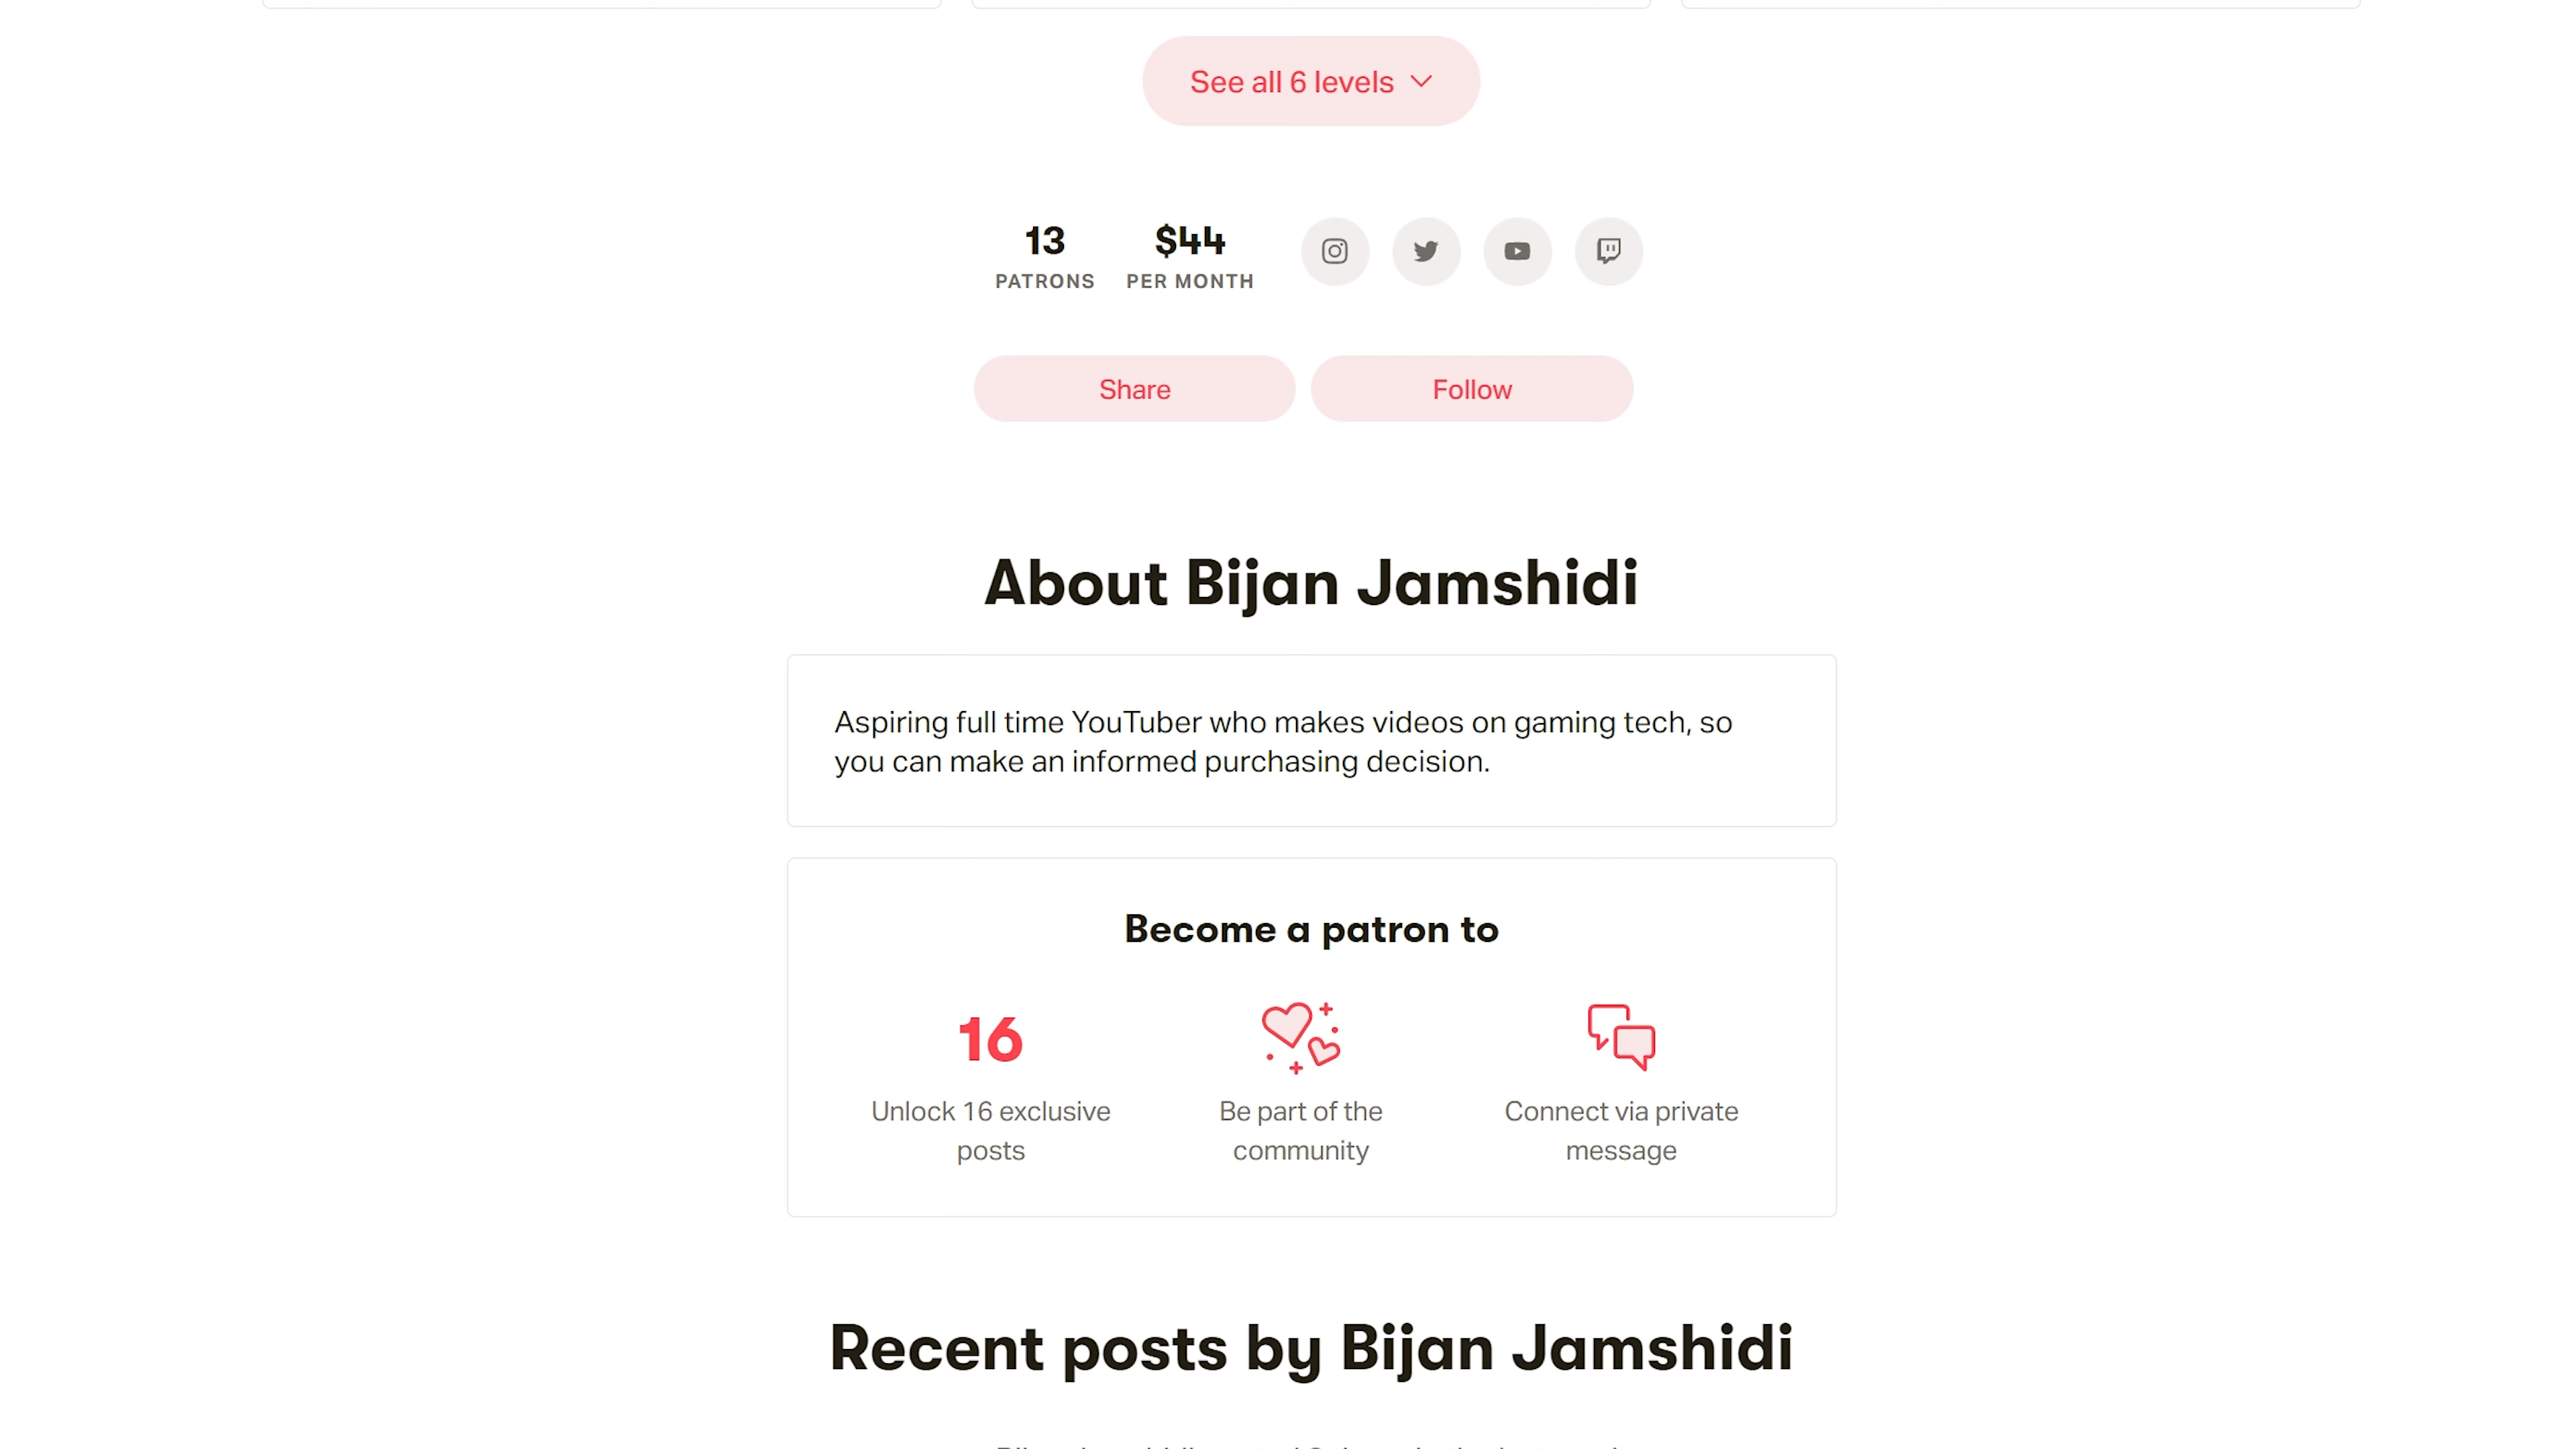 See all 6 levels
13
PATRONS
$44
PER MONTH
Share
Follow
About Bijan Jamshidi
Aspiring full time YouTuber who makes videos on gaming tech, so
you can make an informed purchasing decision.
Become a patron to
16
Unlock 16 exclusive
posts
Be part of the
community
Connect via private
message
Recent posts by Bijan Jamshidi